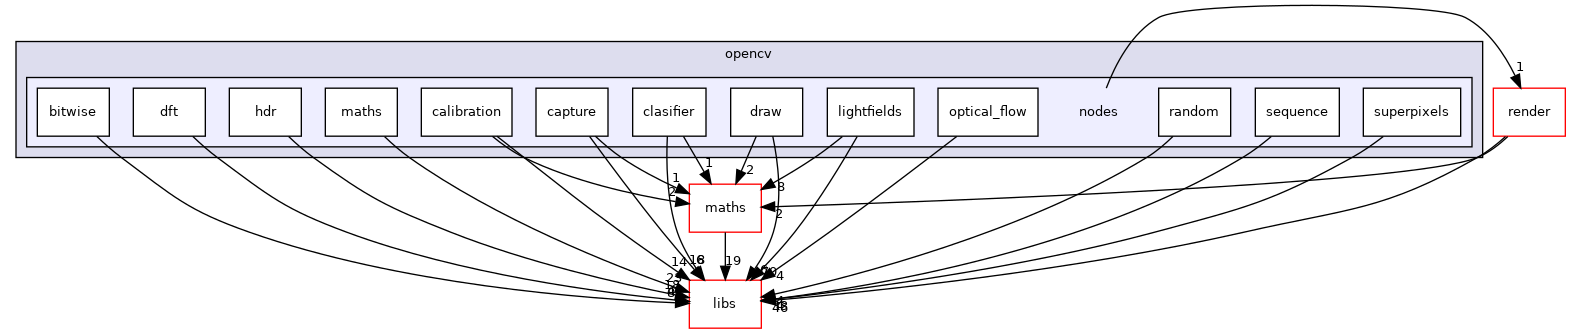 opencv
bitwise
dft
hdr
maths
calibration
capture
clasifier
draw
lightfields
optical_flow
nodes
random
sequence
superpixels
render
1
1
2
1
2
8
2
maths
14
19
4
46
libs